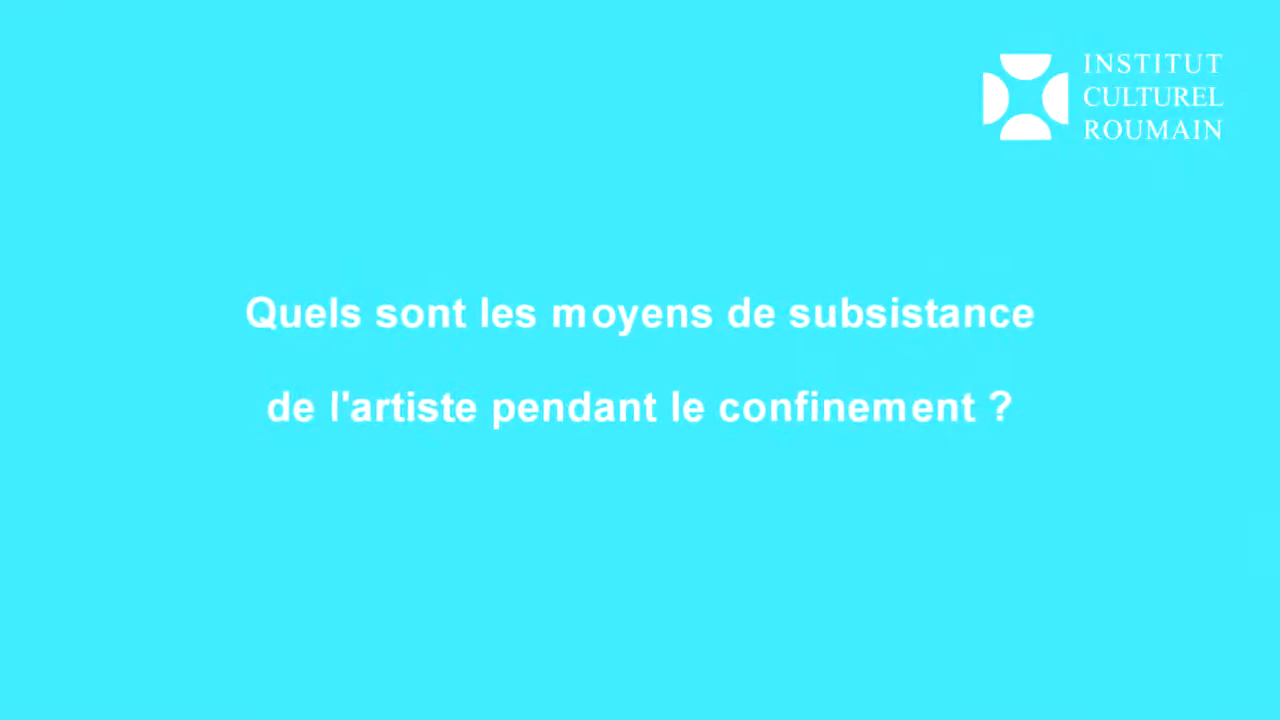 INSTITUT
CULTUREL
ROUMAIN
Quels sont les moyens de subsistance
de l'artiste pendant le confinement ?